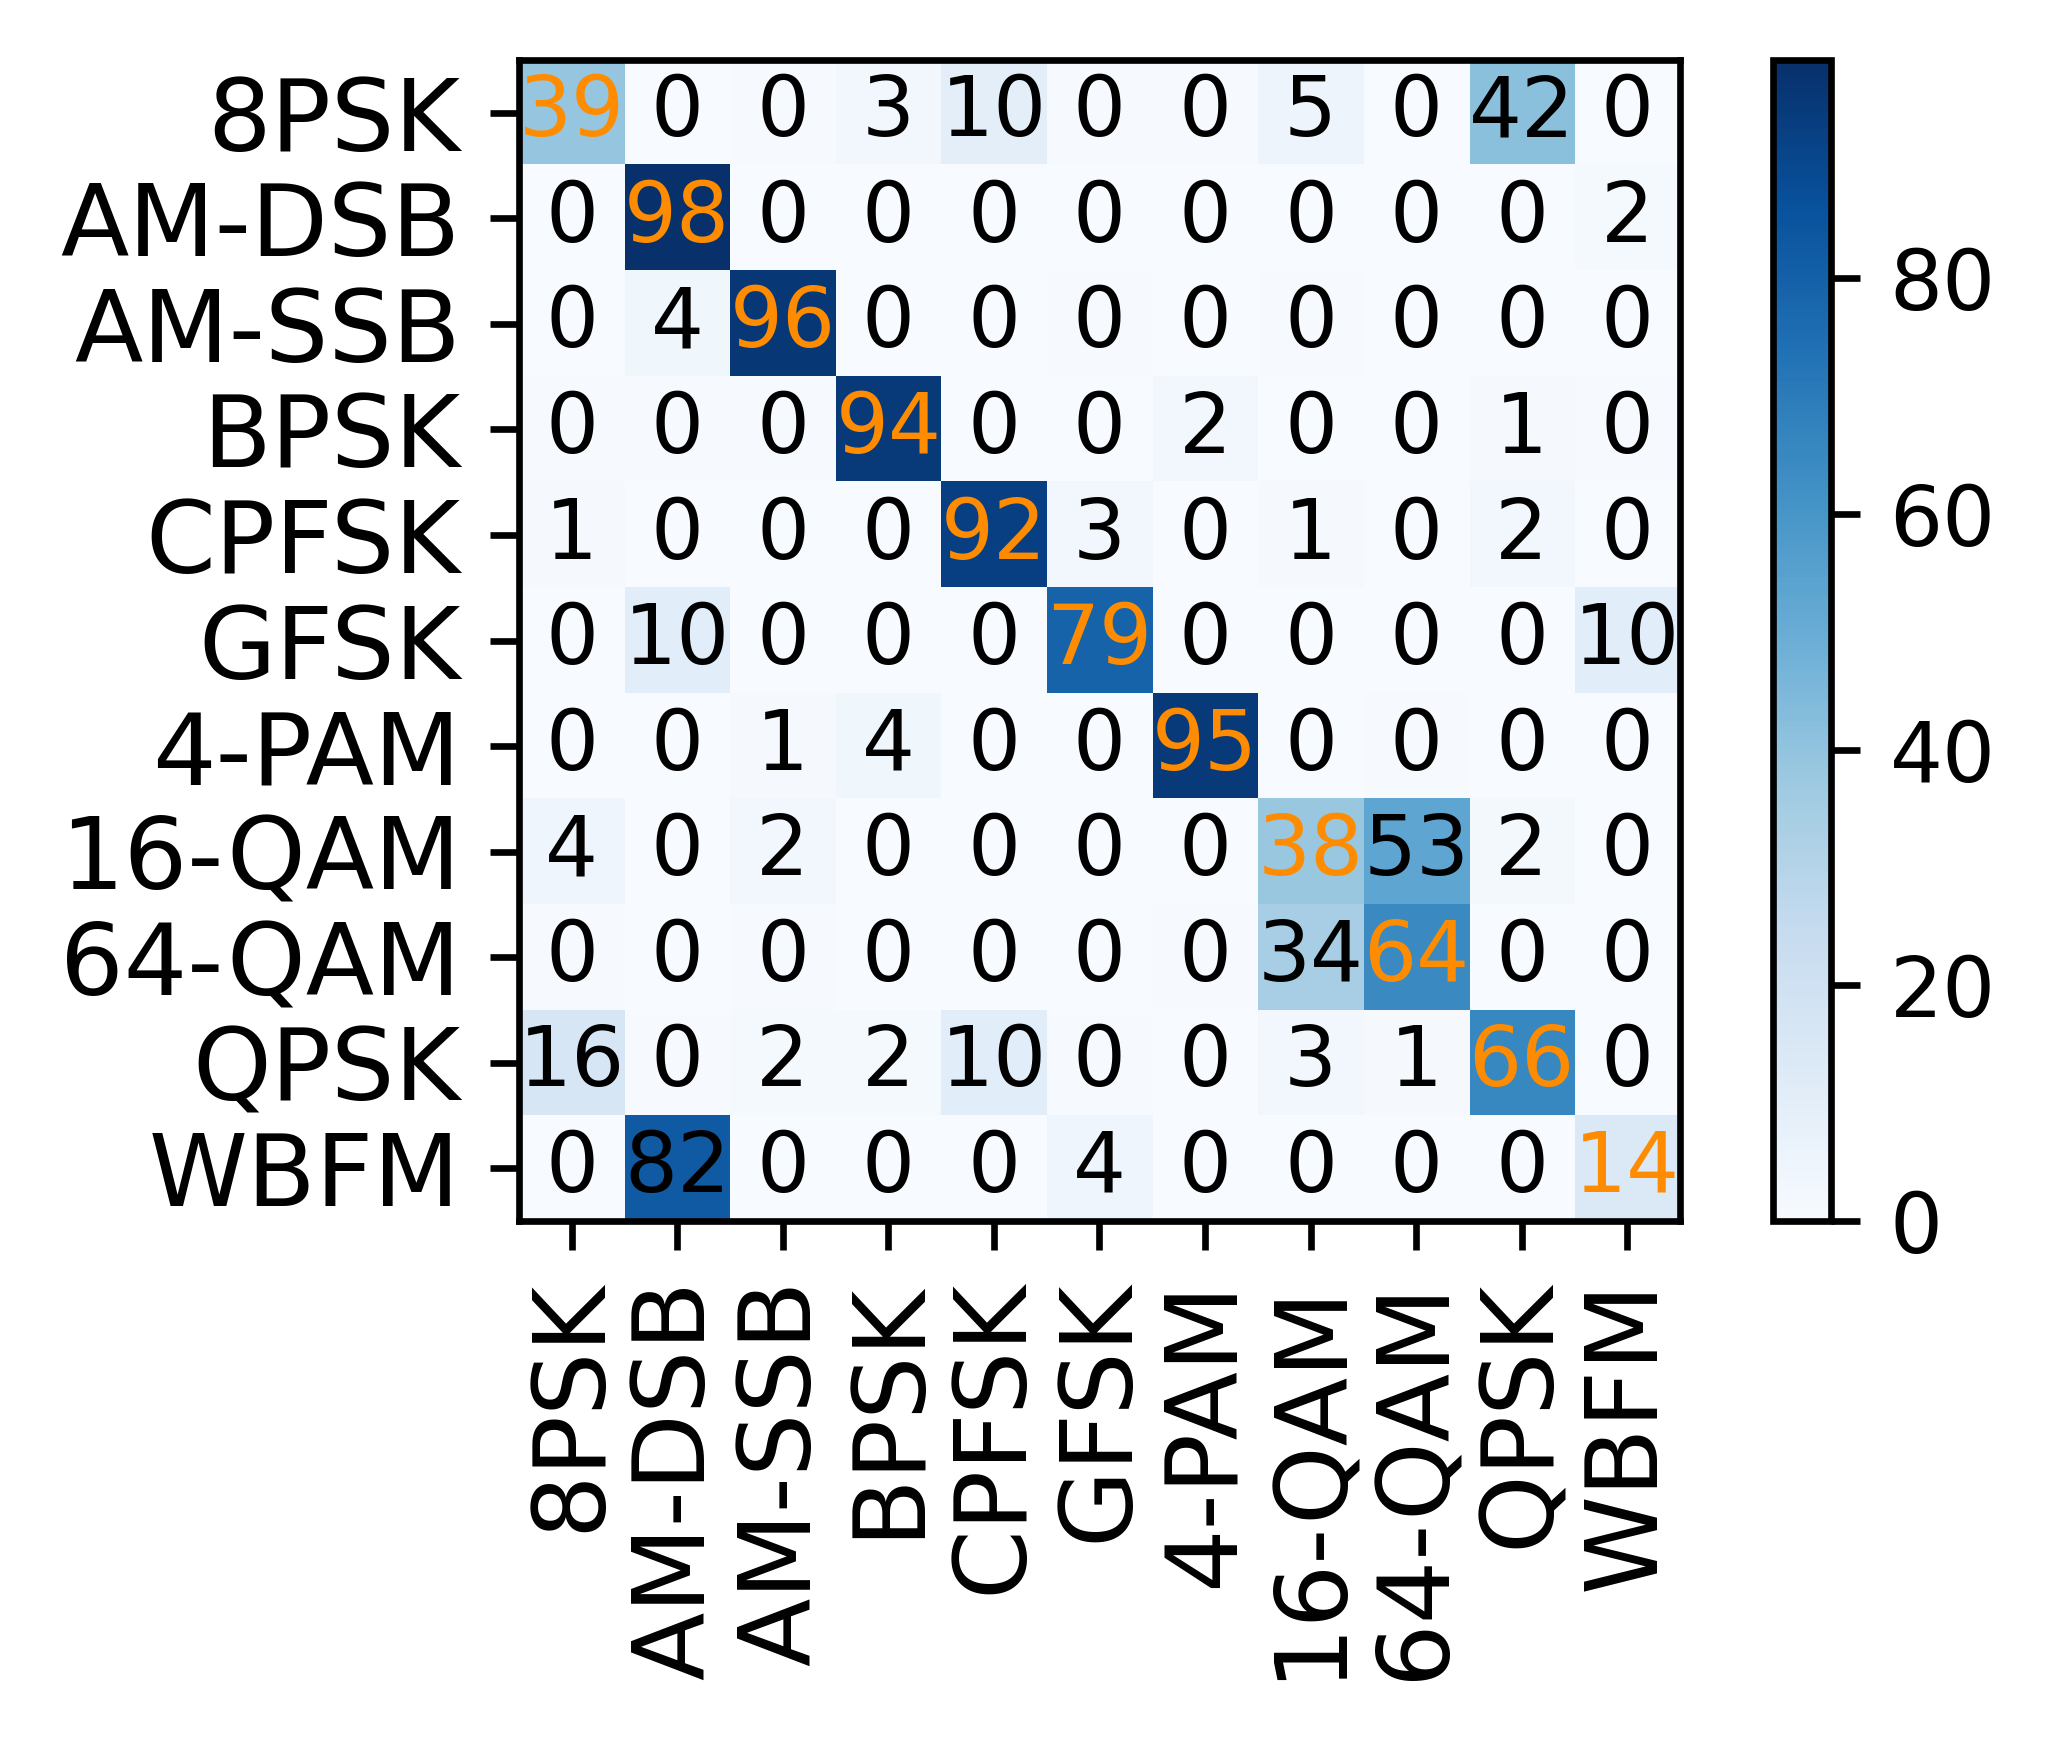 8PSK 39 0 0 3 10 0 0 5 0 42 0
AM-DSB 0 98 0 0 0 0 0 0 0 0 2
AM-SSB 0 4 96 0 0 0 0 0 0 0 0
BPSK 0 0 0 94 0 0 2 0 0 1 0
CPFSK 1 0 0 0 92 3 0 1 0 2 0
GFSK 0 10 0 0 0 79 0 0 0 0 10
4-PAM 0 0 1 4 0 0 95 0 0 0 0
16-QAM 4 0 2 0 0 0 0 38 53 2 0
64-QAM 0 0 0 0 0 0 0 34 64 0 0
QPSK 16 0 2 2 10 0 0 3 1 66 0
WBFM 0 82 0 0 0 4 0 0 0 0 14
8PSK
AM-DSB
AM-SSB
BPSK
CPFSK
GFSK
4-PAM
16-QAM
64-QAM
QPSK
WBFM
80
60
40
20
0